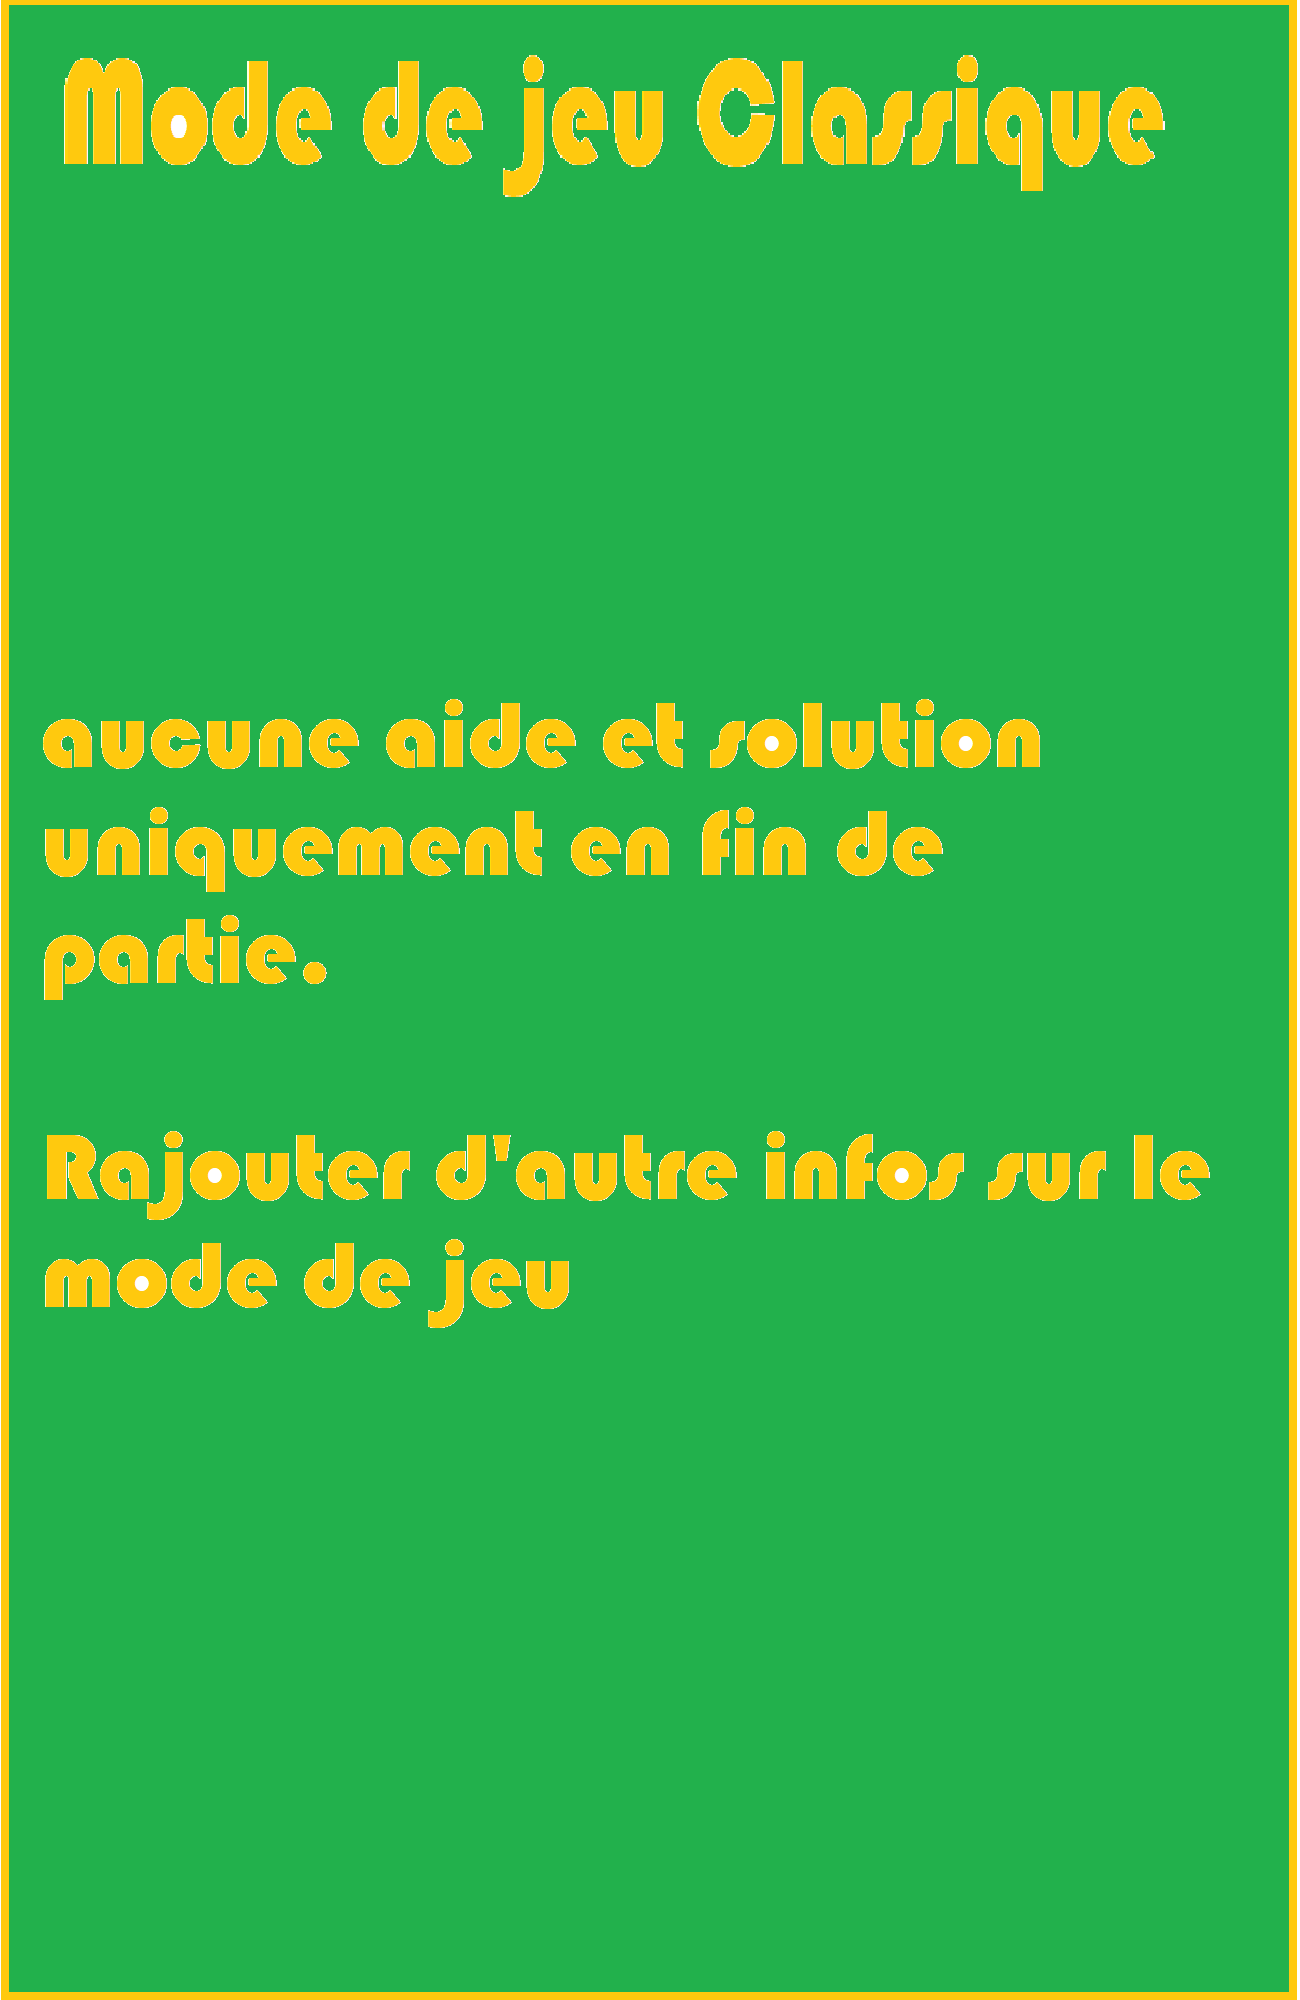 Mode de jeu Classique
aucune aide et solution
uniquement en fin de
partie.
Rajouter d'autre infos sur le
mode de jeu